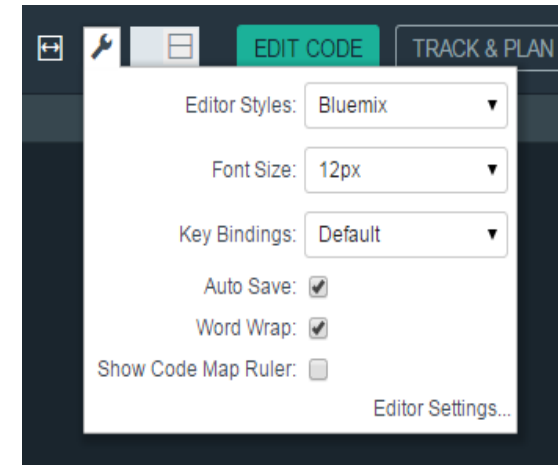 EDIT CODE
TRACK & PLAN
Editor Styles: Bluemix
Font Size: 12px
Key Bindings: Default
Auto Save:
Word Wrap:
Show Code Map Ruler:
Editor Settings...